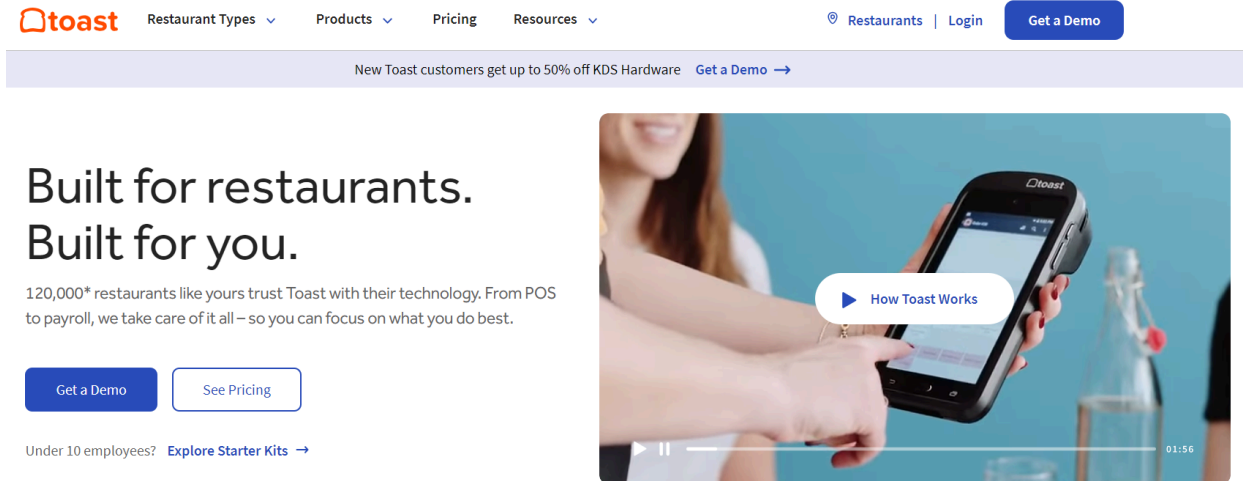 toast
Restaurant Types
Products
Pricing
Resources
Restaurants | Login
Get a Demo
New Toast customers get up to 50% off KDS Hardware Get a Demo →
Built for restaurants.
Built for you.
120,000* restaurants like yours trust Toast with their technology. From POS
to payroll, we take care of it all – so you can focus on what you do best.
Get a Demo
See Pricing
Under 10 employees? Explore Starter Kits →
toast
How Toast Works
01:56